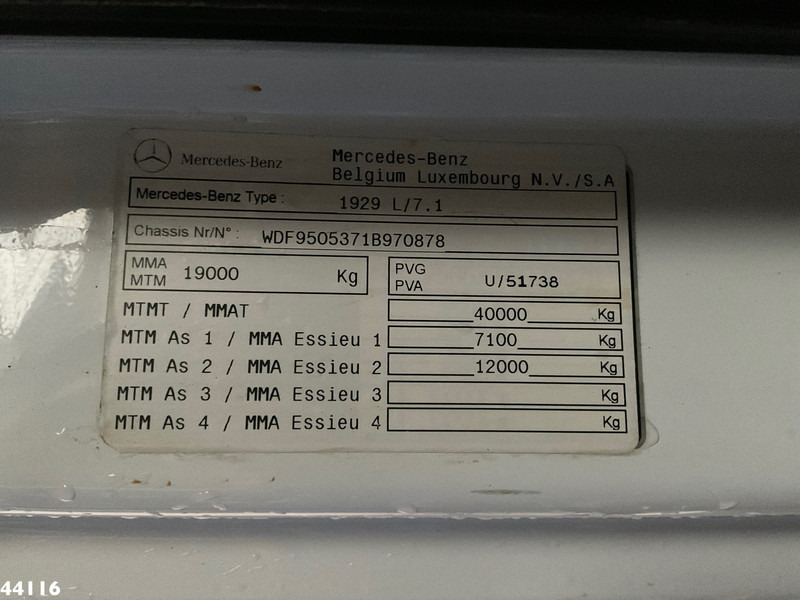 Mercedes-Benz
Mercedes-Benz
Belgium Luxembourg N.V./S.A
Mercedes-Benz Type : 1929 L/7.1
Chassis Nr/N° : WDF9505371B970878
MMA
MTM 19000 Kg
PVG
PVA U/51738
MTMT / MMAT 40000 Kg
MTM As 1 / MMA Essieu 1 7100 Kg
MTM As 2 / MMA Essieu 2 12000 Kg
MTM As 3 / MMA Essieu 3 Kg
MTM As 4 / MMA Essieu 4 Kg
44116